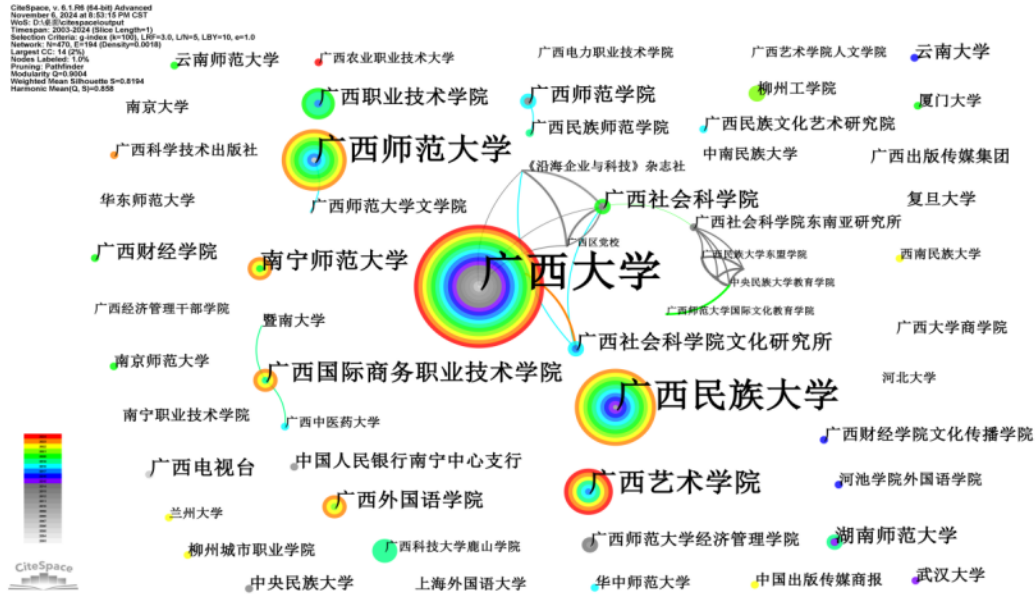 CiteSpace, v. 6.1.R6 (64-bit) Advanced
November 6, 2024 at 8:53:15 PM CST
WoS: D:\桌面\citespace\output
Timespan: 2003-2024 (Slice Length=1)
Selection Criteria: g-index (k=100), LRF=3.0, L/N=5, LBY=10, e=1.0
Network: N=470, E=194 (Density=0.0018)
Largest CC: 14 (2%)
Nodes Labeled: 1.0%
Pruning: Pathfinder
Modularity Q=0.9004
Weighted Mean Silhouette S=0.8194
Harmonic Mean(Q, S)=0.858
云南师范大学
广西农业职业技术大学
广西电力职业技术学院
广西艺术学院人文学院
云南大学
南京大学
广西职业技术学院
广西师范学院
柳州工学院
厦门大学
广西科学技术出版社
广西师范大学
广西民族师范学院
广西民族文化艺术研究院
中南民族大学
广西出版传媒集团
《沿海企业与科技》杂志社
华东师范大学
广西师范大学文学院
广西社会科学院
复旦大学
广西社会科学院东南亚研究所
广西财经学院
南宁师范大学
广西区党校
广西大学
广西民族大学东盟学院
西南民族大学
中央民族大学教育学院
广西经济管理干部学院
暨南大学
广西师范大学国际文化教育学院
广西大学商学院
南京师范大学
广西国际商务职业技术学院
广西社会科学院文化研究所
河北大学
南宁职业技术学院
广西中医药大学
广西民族大学
广西财经学院文化传播学院
广西电视台
中国人民银行南宁中心支行
广西艺术学院
河池学院外国语学院
兰州大学
广西外国语学院
柳州城市职业学院
广西科技大学鹿山学院
广西师范大学经济管理学院
湖南师范大学
中央民族大学
上海外国语大学
华中师范大学
中国出版传媒商报
武汉大学
CiteSpace